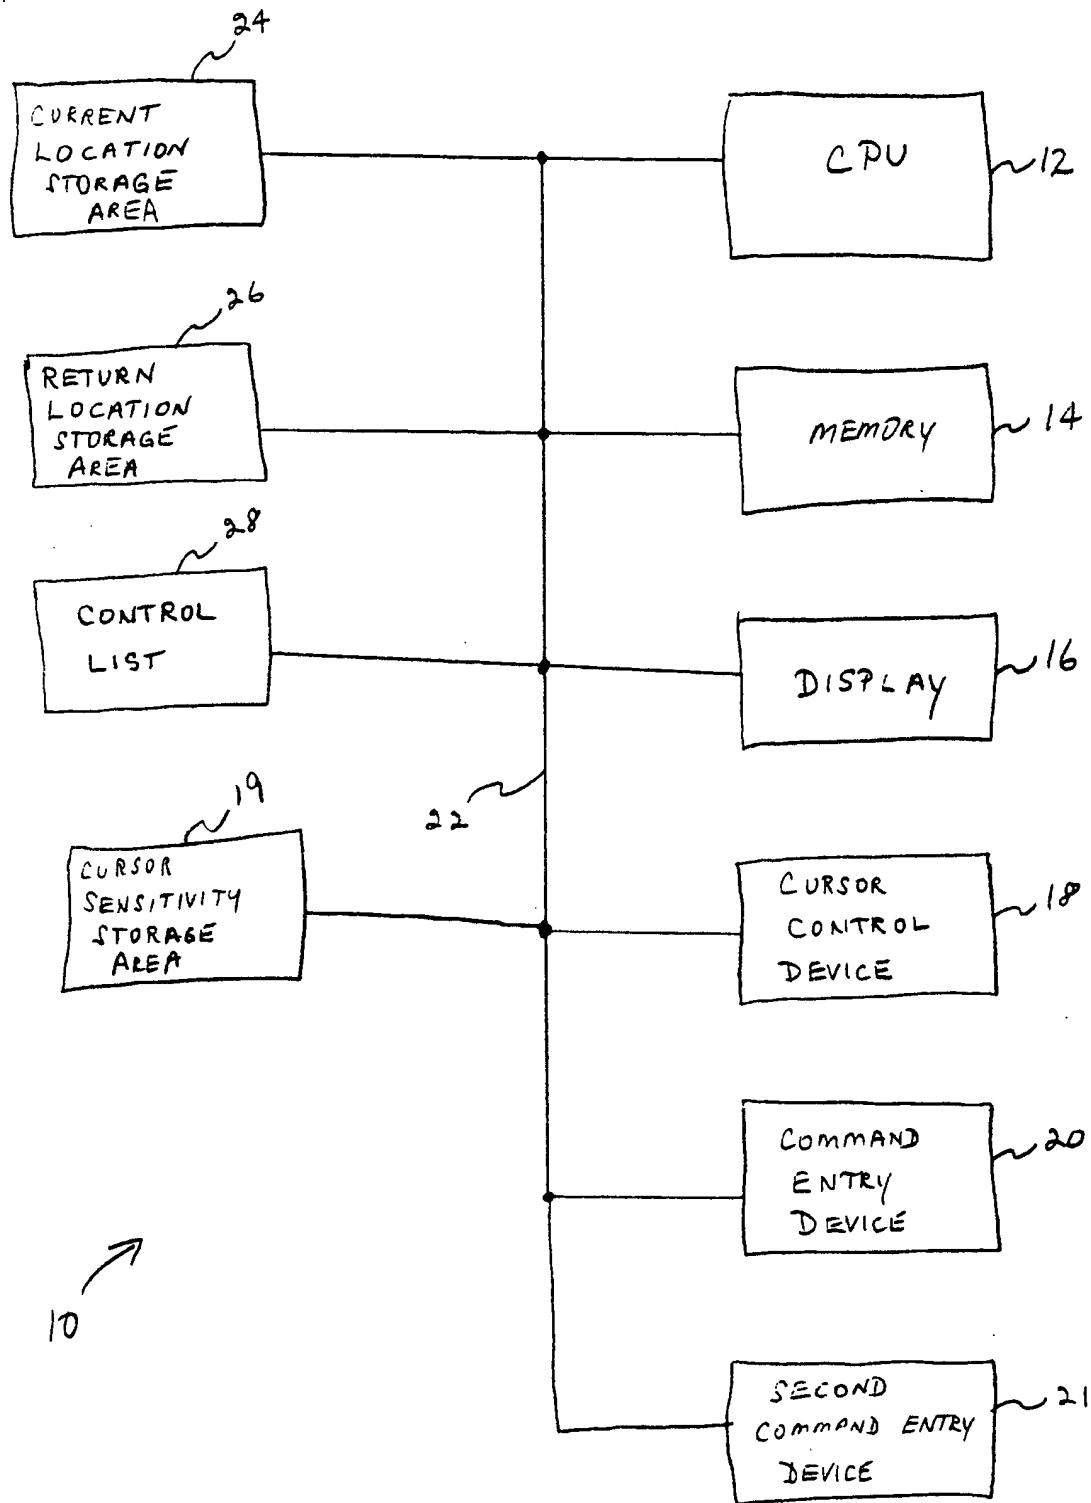 24
CURRENT
LOCATION
STORAGE
AREA
CPU
12
26
RETURN
LOCATION
STORAGE
AREA
MEMORY
14
28
CONTROL
LIST
DISPLAY
16
22
19
CURSOR
SENSITIVITY
STORAGE
AREA
CURSOR
CONTROL
DEVICE
18
COMMAND
ENTRY
DEVICE
20
10
SECOND
COMMAND ENTRY
DEVICE
21